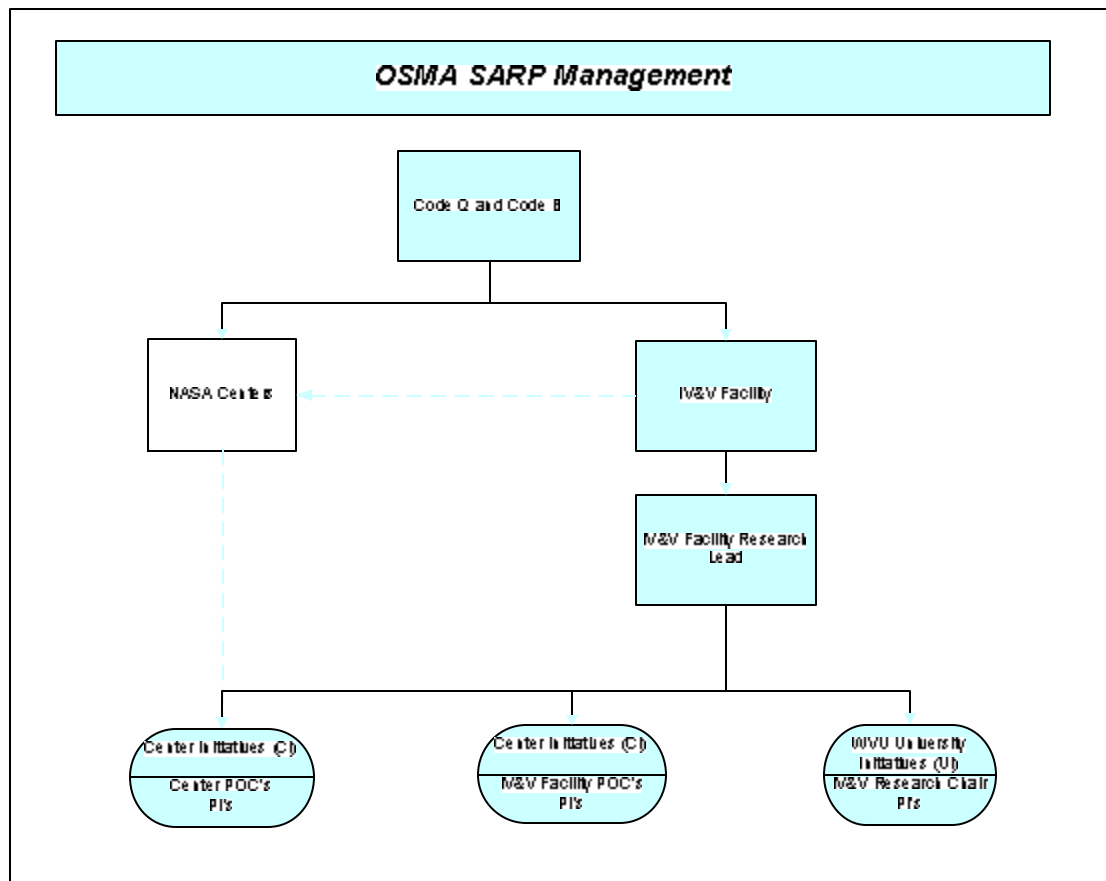 OSMA SARP Management
Code Q and Code B
NASA Centers
IV&V Facility
IV&V Facility Research
Lead
Center Initiatives (CI)
Center POC's
PI's
Center Initiatives (CI)
IV&V Facility POC's
PI's
WVU University
Initiatives (UI)
IV&V Research Chair
PI's